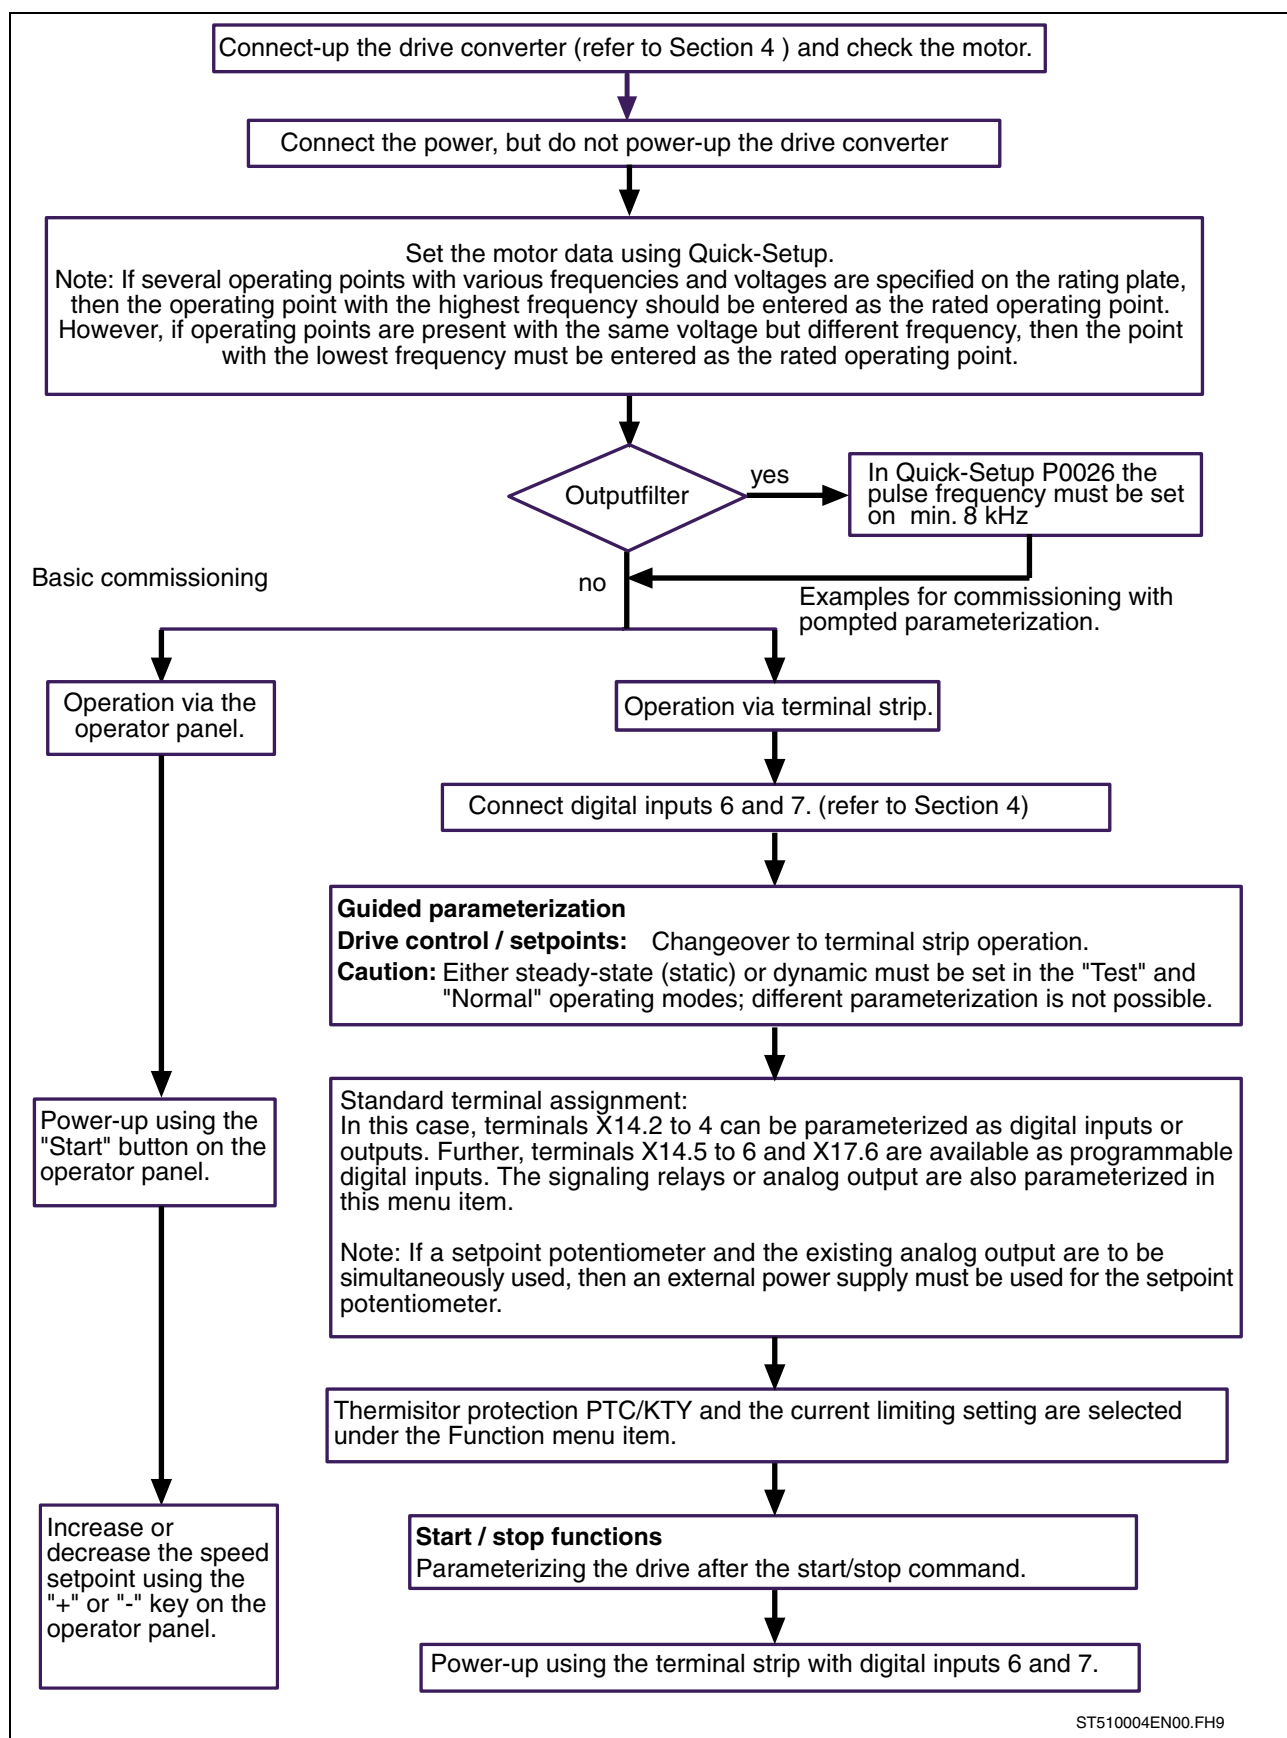 Connect-up the drive converter (refer to Section 4 ) and check the motor.
Connect the power, but do not power-up the drive converter
Set the motor data using Quick-Setup.
Note: If several operating points with various frequencies and voltages are specified on the rating plate,
then the operating point with the highest frequency should be entered as the rated operating point.
However, if operating points are present with the same voltage but different frequency, then the point
with the lowest frequency must be entered as the rated operating point.
Outputfilter
yes
In Quick-Setup P0026 the
pulse frequency must be set
on min. 8 kHz
Basic commissioning
no
Examples for commissioning with
pompted parameterization.
Operation via the
operator panel.
Operation via terminal strip.
Connect digital inputs 6 and 7. (refer to Section 4)
Guided parameterization
Drive control / setpoints: Changeover to terminal strip operation.
Caution: Either steady-state (static) or dynamic must be set in the "Test" and
"Normal" operating modes; different parameterization is not possible.
Power-up using the
"Start" button on the
operator panel.
Standard terminal assignment:
In this case, terminals X14.2 to 4 can be parameterized as digital inputs or
outputs. Further, terminals X14.5 to 6 and X17.6 are available as programmable
digital inputs. The signaling relays or analog output are also parameterized in
this menu item.
Note: If a setpoint potentiometer and the existing analog output are to be
simultaneously used, then an external power supply must be used for the setpoint
potentiometer.
Thermisitor protection PTC/KTY and the current limiting setting are selected
under the Function menu item.
Increase or
decrease the speed
setpoint using the
"+" or "-" key on the
operator panel.
Start / stop functions
Parameterizing the drive after the start/stop command.
Power-up using the terminal strip with digital inputs 6 and 7.
ST510004EN00.FH9